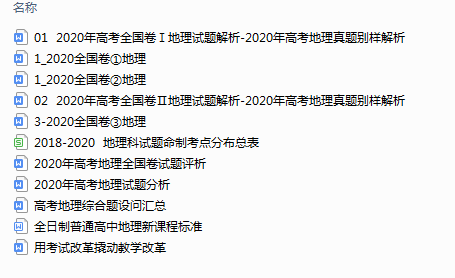 名称
01 2020年高考全国卷Ⅰ地理试题解析-2020年高考地理真题别样解析
1_2020全国卷①地理
1_2020全国卷②地理
02 2020年高考全国卷Ⅱ地理试题解析-2020年高考地理真题别样解析
3-2020全国卷③地理
2018-2020 地理科试题命制考点分布总表
2020年高考地理全国卷试题评析
2020年高考地理试题分析
高考地理综合题设问汇总
全日制普通高中地理新课程标准
用考试改革撬动教学改革